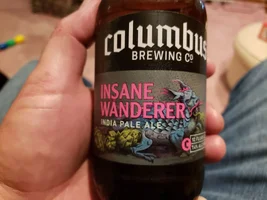 columbus
BREWING CO
INSANE
WANDERER
INDIA PALE ALE